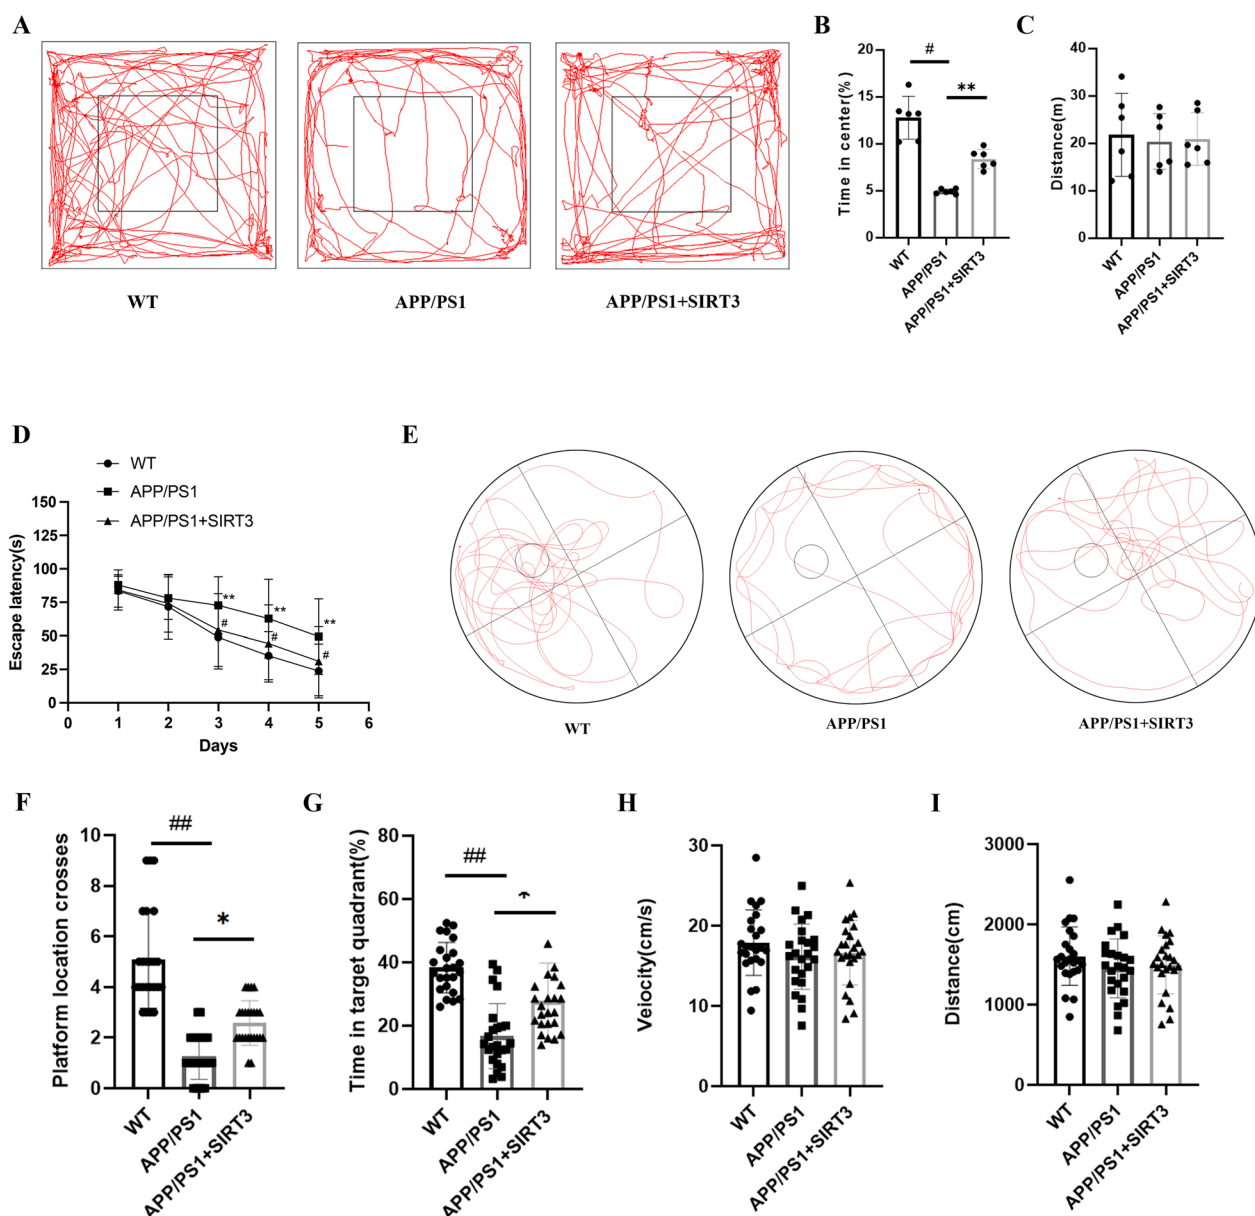 A
WT
APP/PS1
APP/PS1+SIRT3
B
Time in center(%)
20
15
10
5
0
#
**
WT
APP/PS1
APP/PS1+SIRT3
C
Distance(m)
40
30
20
10
0
WT
APP/PS1
APP/PS1+SIRT3
D
WT
APP/PS1
APP/PS1+SIRT3
Escape latency(s)
150
125
100
75
50
25
0
**
**
**
#
#
#
0 1 2 3 4 5 6
Days
E
WT
APP/PS1
APP/PS1+SIRT3
F
Platform location crosses
10
8
6
4
2
0
##
*
WT
APP/PS1
APP/PS1+SIRT3
G
Time in target quadrant(%)
80
60
40
20
0
##
WT
APP/PS1
APP/PS1+SIRT3
H
Veiocity(cm/s)
30
20
10
0
WT
APP/PS1
APP/PS1+SIRT3
I
Distance(cm)
3000
2000
1000
0
WT
APP/PS1
APP/PS1+SIRT3